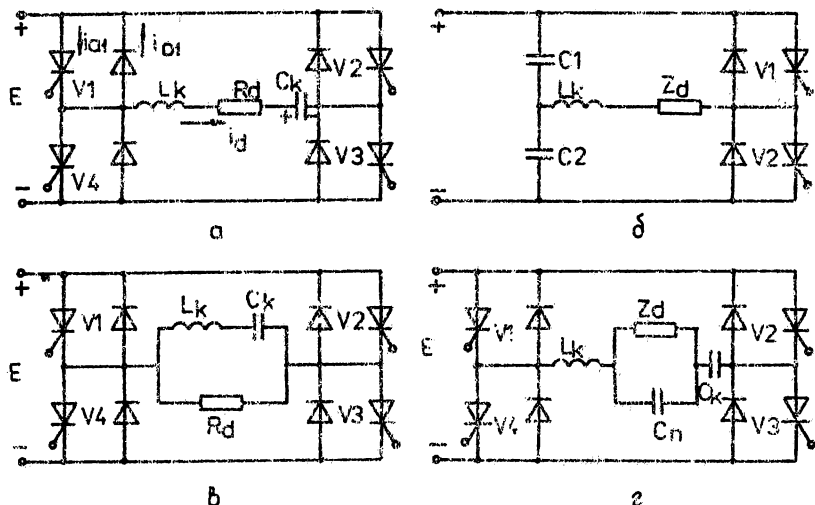 +
+
ia1
iD1
V1
E
Lk
Rd
Ck
V2
+
id
V4
V3
−
а
C1
Lk
Zd
V1
C2
V2
−
б
+
V1
Lk
Ck
V2
E
V4
Rd
V3
−
в
+
V1
Zd
V2
E
Lk
Ck
V4
Cn
V3
−
г